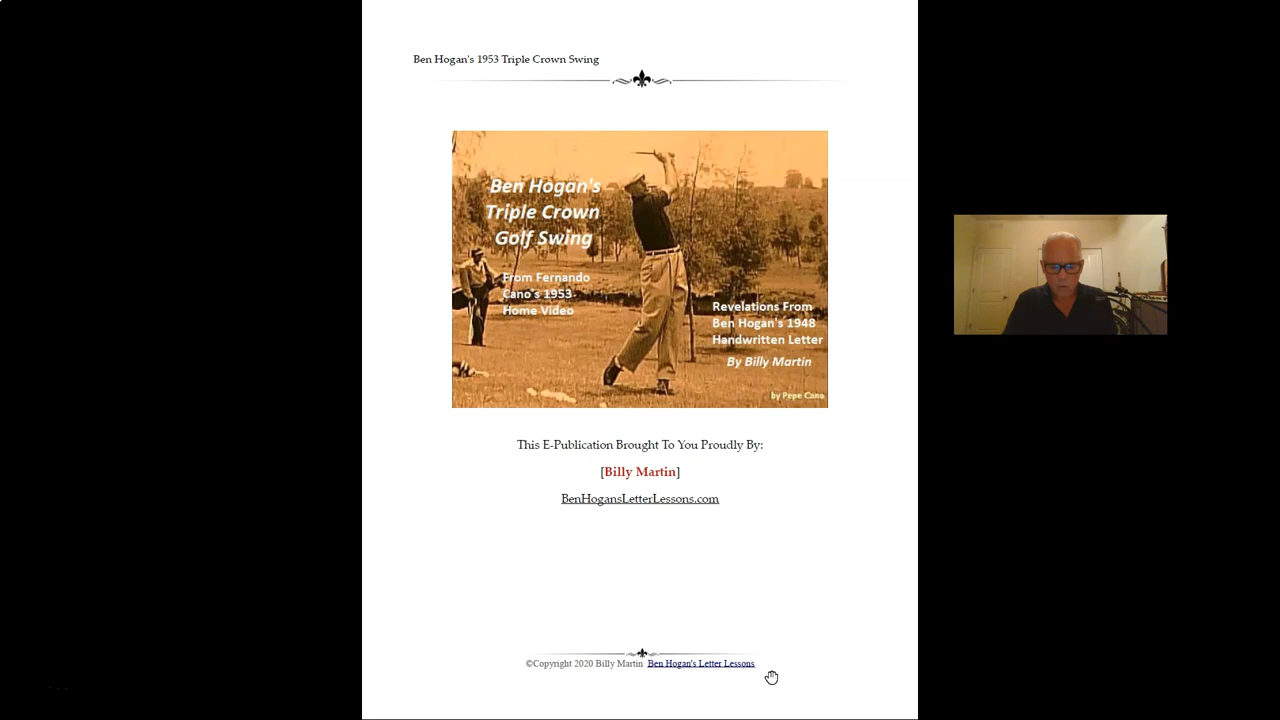 Ben Hogan's 1953 Triple Crown Swing
Ben Hogan's
Triple Crown
Golf Swing
From Fernando
Cano's 1953
Home Video
Revelations From
Ben Hogan's 1948
Handwritten Letter
By Billy Martin
by Pepe Cano
This E-Publication Brought To You Proudly By:
[Billy Martin]
BenHogansLetterLessons.com
©Copyright 2020 Billy Martin Ben Hogan's Letter Lessons